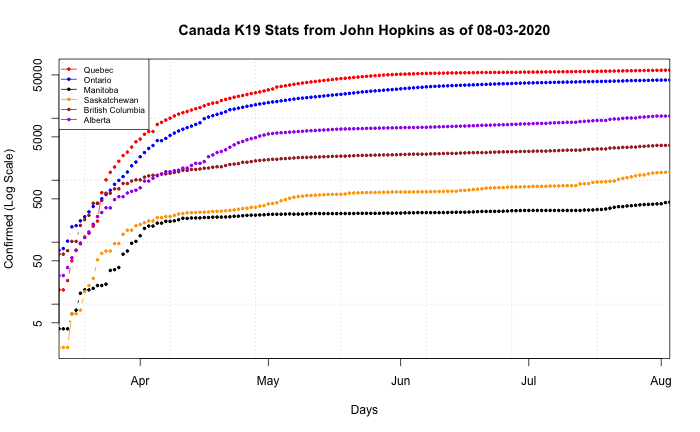 Canada K19 Stats from John Hopkins as of 08-03-2020
Quebec
Ontario
Manitoba
Saskatchewan
British Columbia
Alberta
Confirmed (Log Scale)
50000
5000
500
50
5
Apr May Jun Jul Aug
Days